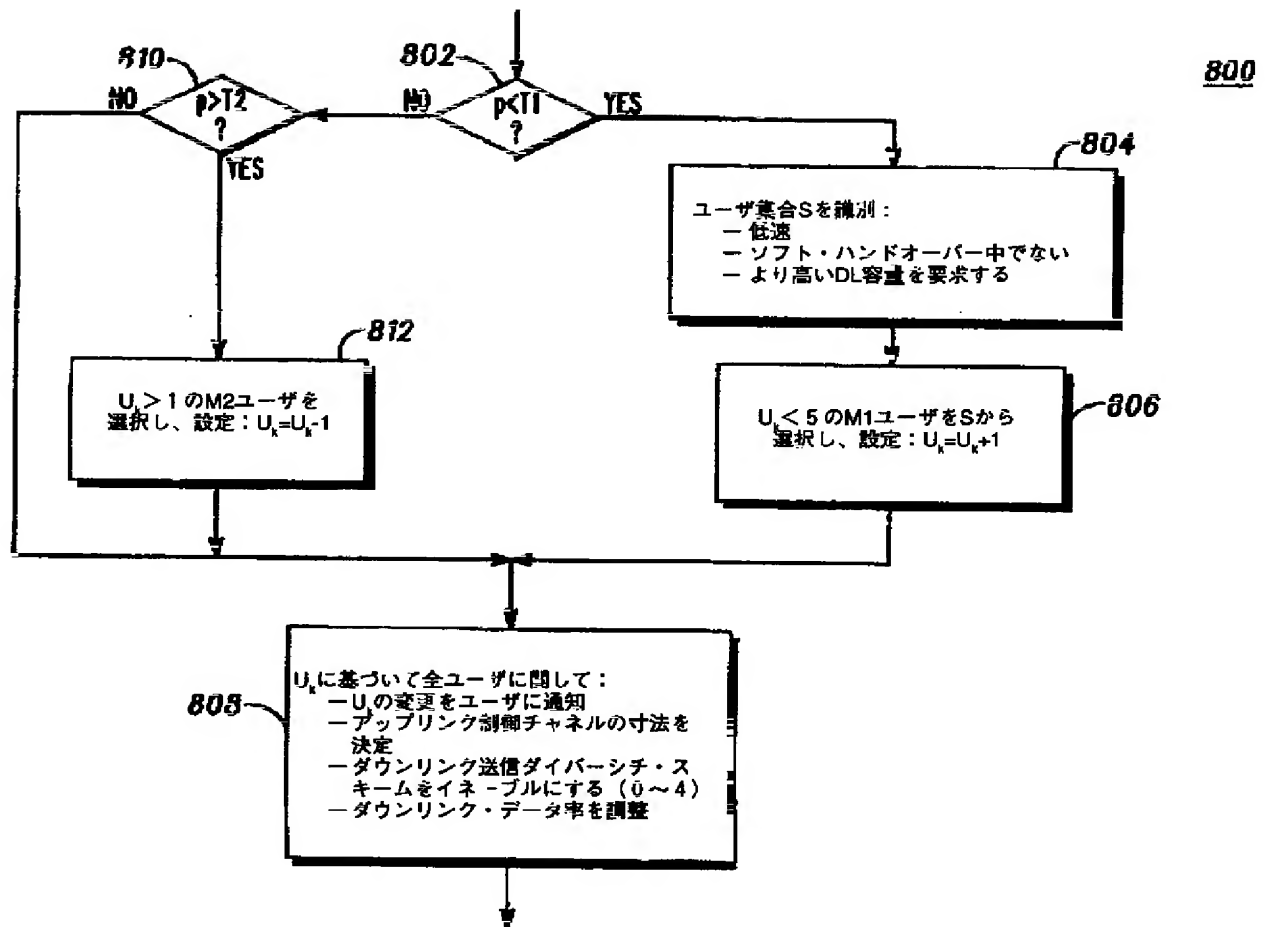 800
810
p>T2
?
NO
YES
802
p<T1
?
NO
YES
804
ユーザ集合Sを識別：
— 低速
— ソフト・ハンドオーバー中でない
— より高いDL容量を要求する
812
Uk＞1のM2ユーザを
選択し、設定：Uk=Uk-1
806
Uk＜5のM1ユーザをSから
選択し、設定：Uk=Uk+1
808
Ukに基づいて全ユーザに関して：
—Ukの変更をユーザに通知
—アップリンク制御チャネルの寸法を
決定
—ダウンリンク送信ダイバーシチ・ス
キームをイネーブルにする（0～4）
—ダウンリンク・データ率を調整